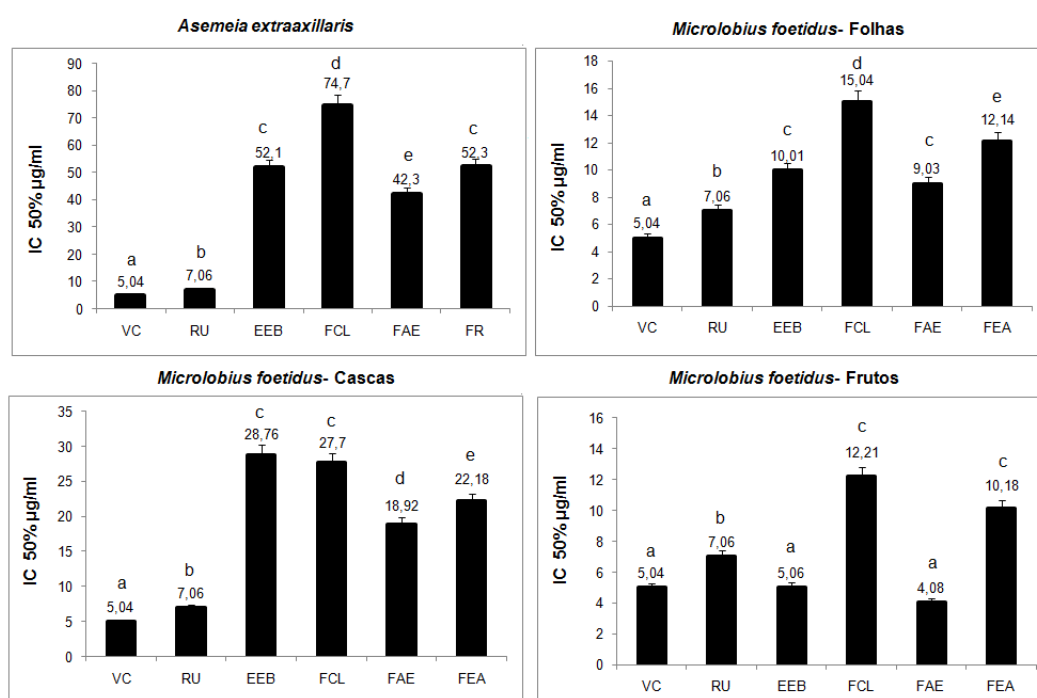 Asemeia extraaxillaris
IC 50% µg/ml
90
80
70
60
50
40
30
20
10
0
a
5,04
b
7,06
c
52,1
d
74,7
e
42,3
c
52,3
VC RU EEB FCL FAE FR
Microlobius foetidus- Folhas
IC 50% µg/ml
18
16
14
12
10
8
6
4
2
0
a
5,04
b
7,06
c
10,01
d
15,04
c
9,03
e
12,14
VC RU EEB FCL FAE FEA
Microlobius foetidus- Cascas
IC 50% µg/ml
35
30
25
20
15
10
5
0
a
5,04
b
7,06
c
28,76
c
27,7
d
18,92
e
22,18
VC RU EEB FCL FAE FEA
Microlobius foetidus- Frutos
IC 50% µg/ml
16
14
12
10
8
6
4
2
0
a
5,04
b
7,06
a
5,06
c
12,21
a
4,08
c
10,18
VC RU EEB FCL FAE FEA